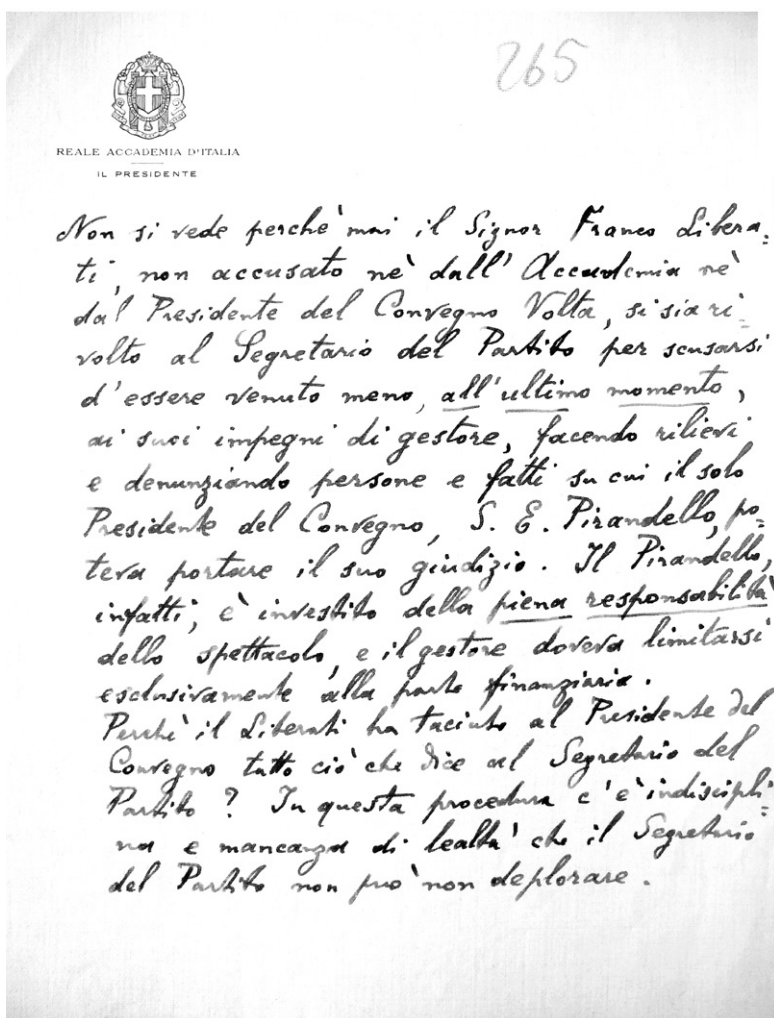 265
REALE ACCADEMIA D'ITALIA
IL PRESIDENTE
Non si vede perchè mai il Signor Franco Libera=
ti, non accusato nè dall'Accademia nè
dal Presidente del Convegno Volta, si sia ri=
volto al Segretario del Partito per scusarsi
d'essere venuto meno, all'ultimo momento,
ai suoi impegni di gestore, facendo rilievi
e denunziando persone e fatti su cui il solo
Presidente del Convegno, S. E. Pirandello, po=
teva portare il suo giudizio. Il Pirandello,
infatti, è investito della piena responsabilità
dello spettacolo, e il gestore doveva limitarsi
esclusivamente alla parte finanziaria.
Perchè il Liberati ha taciuto al Presidente del
Convegno tutto ciò che dice al Segretario del
Partito? In questa procedura c'è indiscipli=
na e mancanza di lealtà che il Segretario
del Partito non può non deplorare.